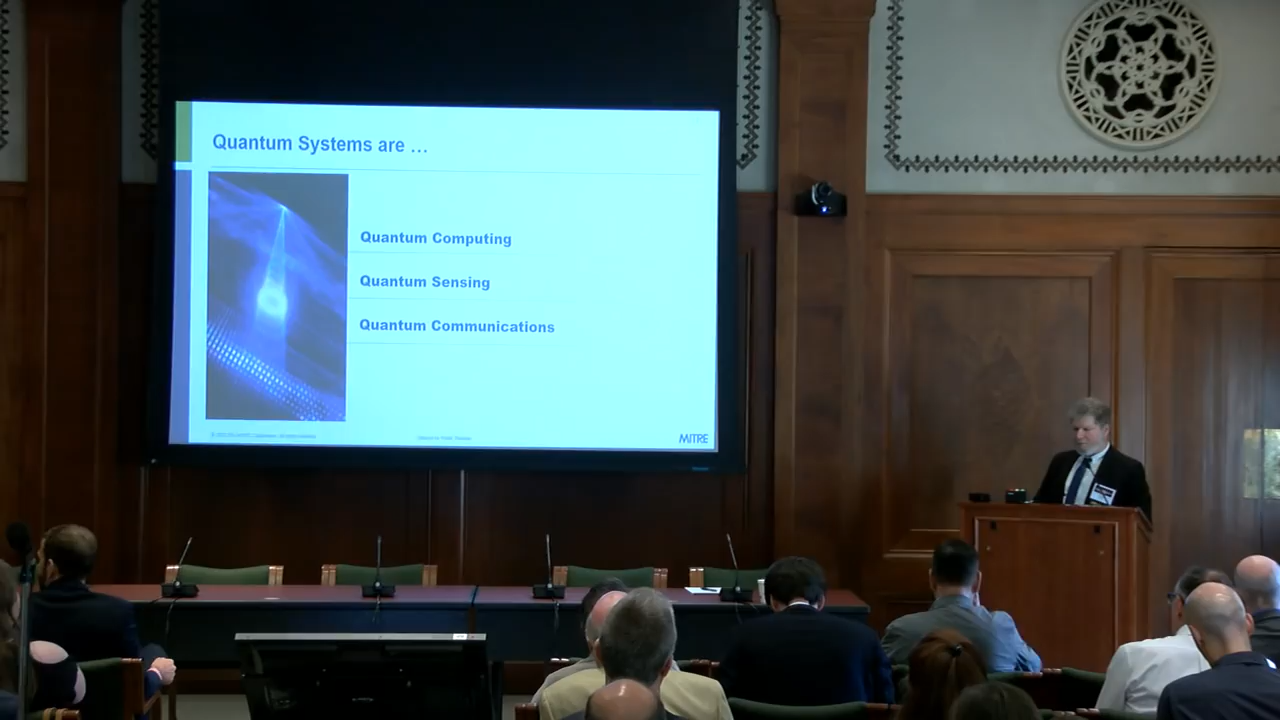 Quantum Systems are …
Quantum Computing
Quantum Sensing
Quantum Communications
MITRE